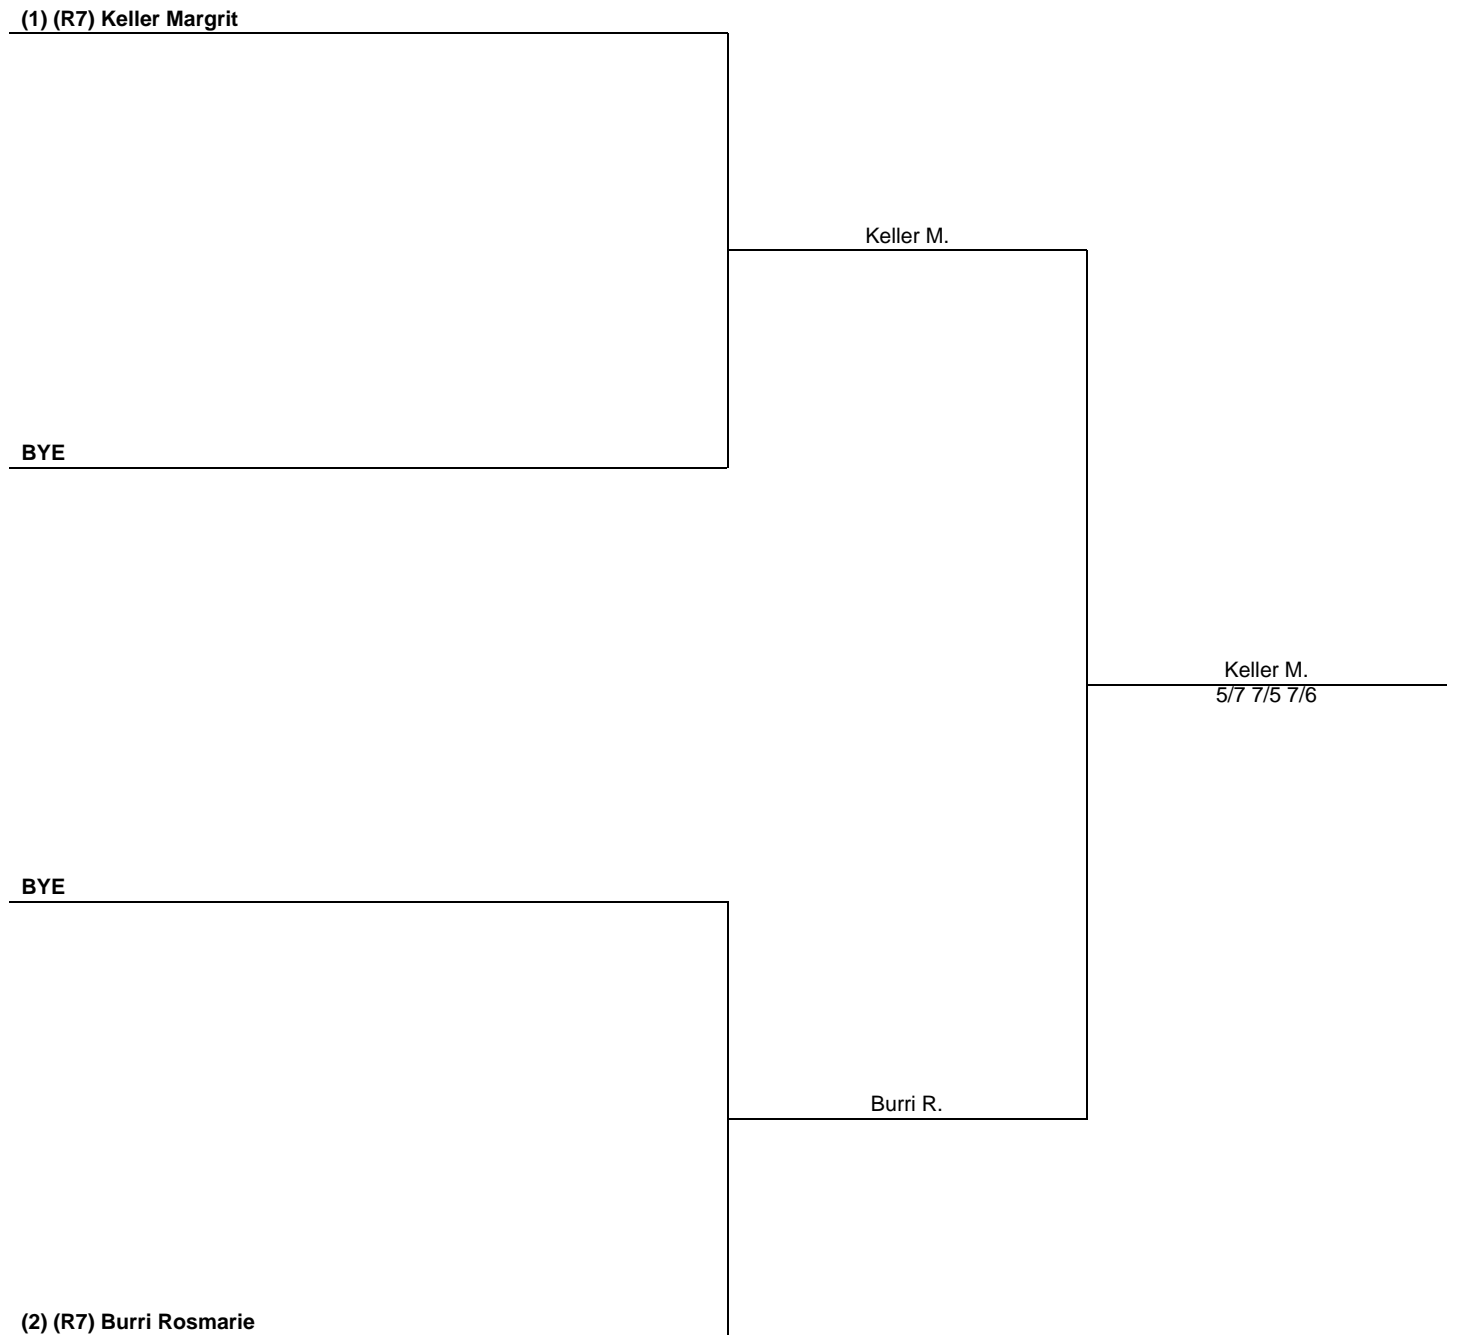 (1) (R7) Keller Margrit
Keller M.
BYE
Keller M.
5/7 7/5 7/6
BYE
Burri R.
(2) (R7) Burri Rosmarie